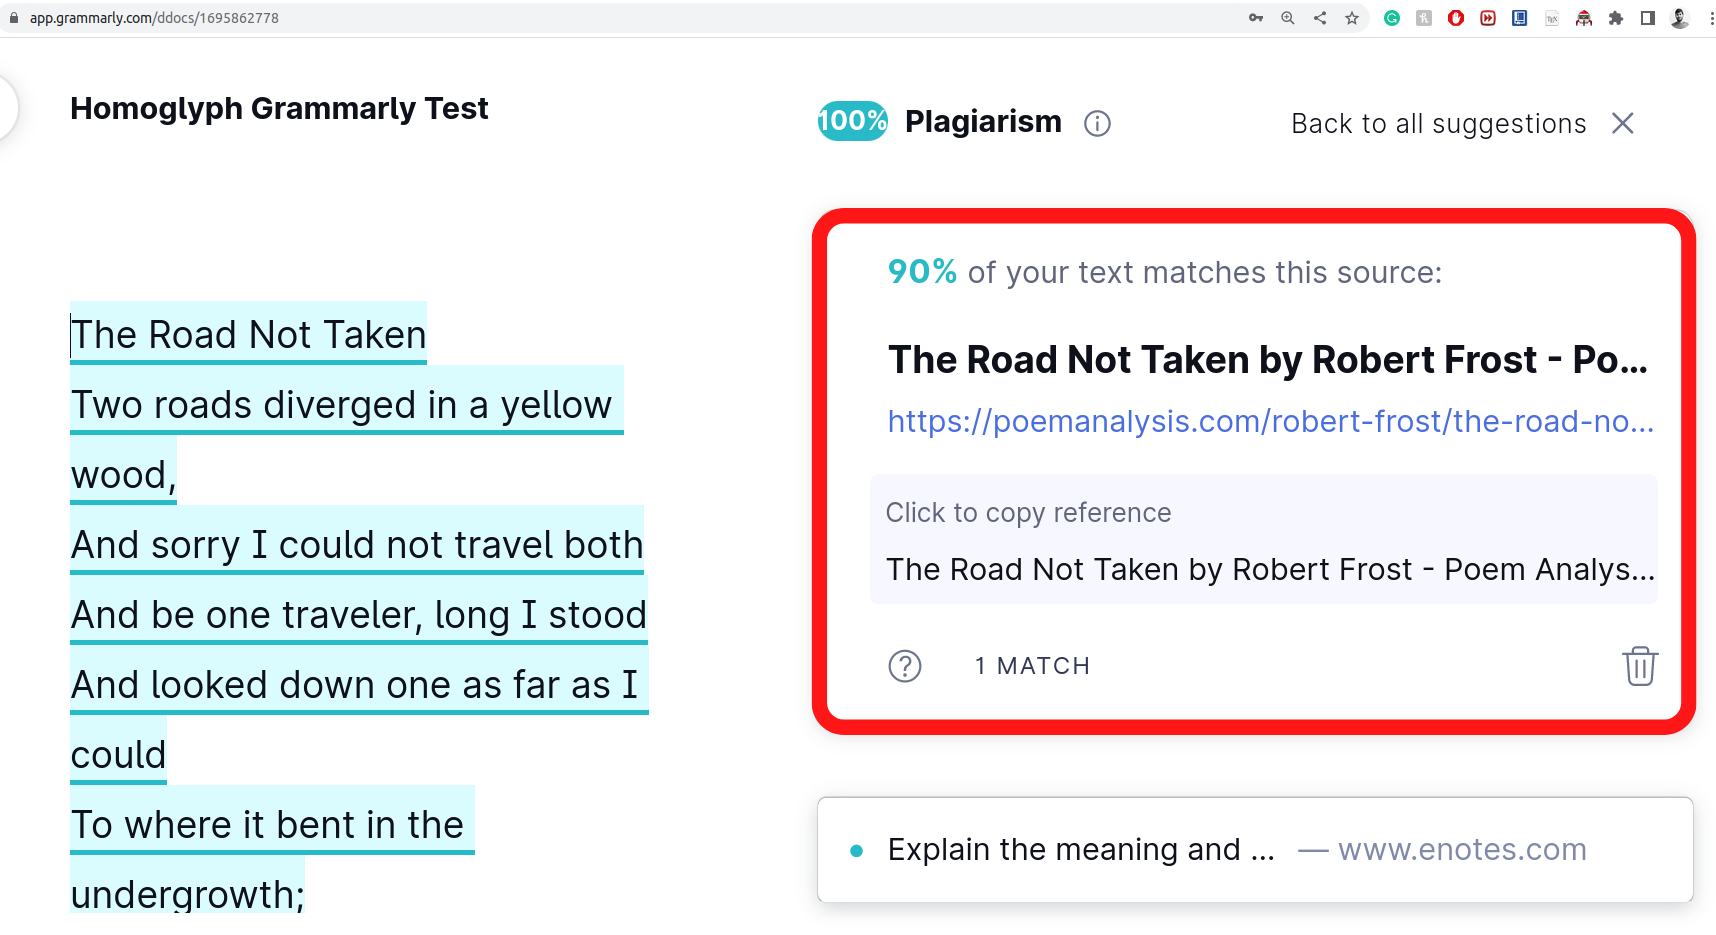 app.grammarly.com/ddocs/1695862778
Homoglyph Grammarly Test
The Road Not Taken
Two roads diverged in a yellow
wood,
And sorry I could not travel both
And be one traveler, long I stood
And looked down one as far as I
could
To where it bent in the
undergrowth;
100% Plagiarism
Back to all suggestions
90% of your text matches this source:
The Road Not Taken by Robert Frost - Po...
https://poemanalysis.com/robert-frost/the-road-no...
Click to copy reference
The Road Not Taken by Robert Frost - Poem Analys...
1 MATCH
Explain the meaning and ... — www.enotes.com